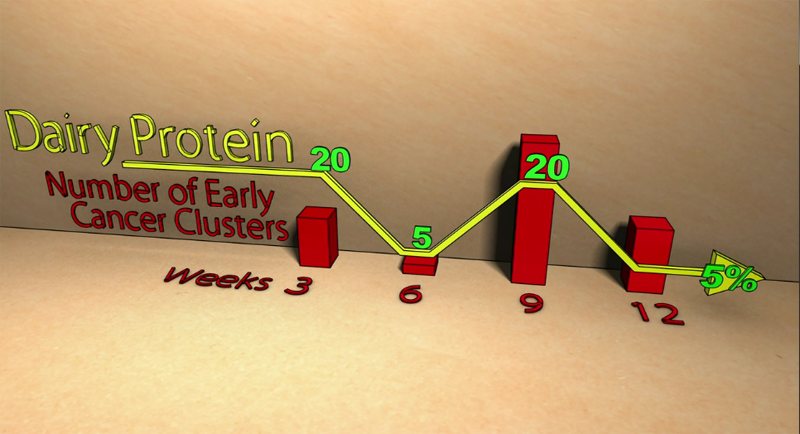 Dairy Protein
20
5
20
5%
Number of Early
Cancer Clusters
Weeks 3 6 9 12